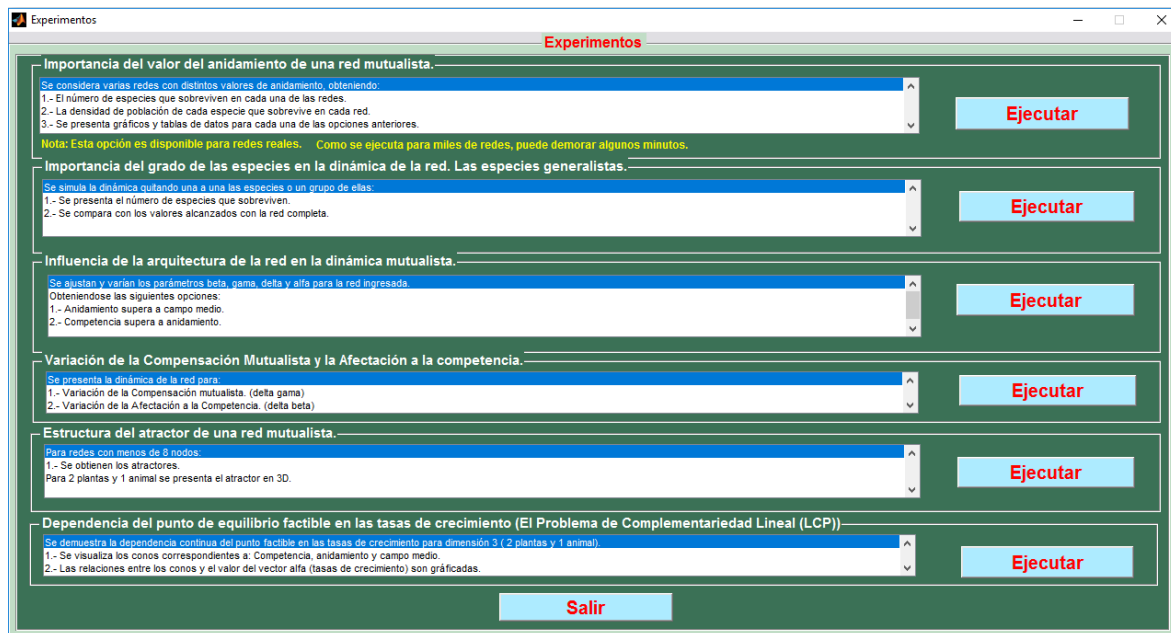 Experimentos
Experimentos
Importancia del valor del anidamiento de una red mutualista.
Se considera varias redes con distintos valores de anidamiento, obteniendo:
1.- El número de especies que sobreviven en cada una de las redes.
2.- La densidad de población de cada especie que sobrevive en cada red.
3.- Se presenta gráficos y tablas de datos para cada una de las opciones anteriores.
Ejecutar
Nota: Esta opción es disponible para redes reales. Como se ejecuta para miles de redes, puede demorar algunos minutos.
Importancia del grado de las especies en la dinámica de la red. Las especies generalistas.
Se simula la dinámica quitando una a una las especies o un grupo de ellas:
1.- Se presenta el número de especies que sobreviven.
2.- Se compara con los valores alcanzados con la red completa.
Ejecutar
Influencia de la arquitectura de la red en la dinámica mutualista.
Se ajustan y varían los parámetros beta, gama, delta y alfa para la red ingresada.
Obteniendose las siguientes opciones:
1.- Anidamiento supera a campo medio.
2.- Competencia supera a anidamiento.
Ejecutar
Variación de la Compensación Mutualista y la Afectación a la competencia.
Se presenta la dinámica de la red para:
1.- Variación de la Compensación mutualista. (delta gama)
2.- Variación de la Afectación a la Competencia. (delta beta)
Ejecutar
Estructura del atractor de una red mutualista.
Para redes con menos de 8 nodos:
1.- Se obtienen los atractores.
Para 2 plantas y 1 animal se presenta el atractor en 3D.
Ejecutar
Dependencia del punto de equilibrio factible en las tasas de crecimiento (El Problema de Complementariedad Lineal (LCP))
Se demuestra la dependencia continua del punto factible en las tasas de crecimiento para dimensión 3 ( 2 plantas y 1 animal).
1.- Se visualiza los conos correspondientes a: Competencia, anidamiento y campo medio.
2.- Las relaciones entre los conos y el valor del vector alfa (tasas de crecimiento) son gráficadas.
Ejecutar
Salir